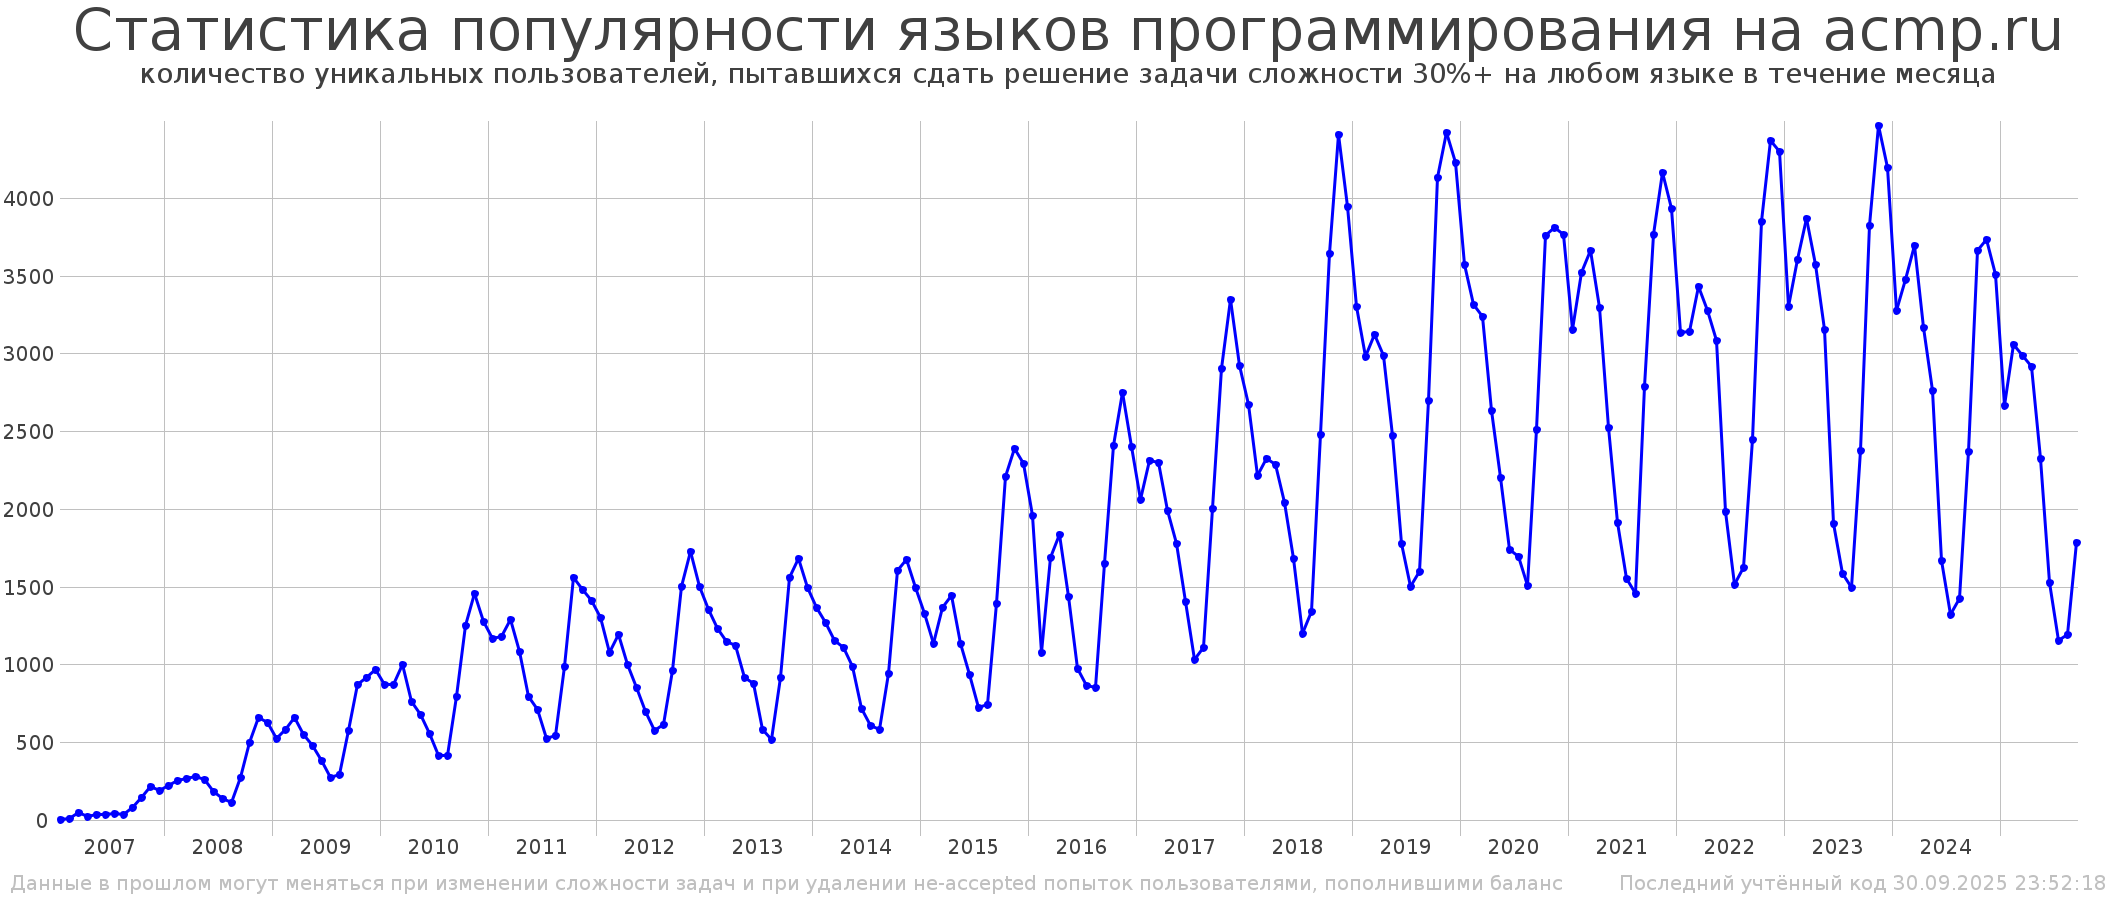 Статистика популярности языков программирования на acmp.ru
количество уникальных пользователей, пытавшихся сдать решение задачи сложности 30%+ на любом языке в течение месяца
4000
3500
3000
2500
2000
1500
1000
500
0
2007 2008 2009 2010 2011 2012 2013 2014 2015 2016 2017 2018 2019 2020 2021 2022 2023 2024
Данные в прошлом могут меняться при изменении сложности задач и при удалении не-accepted попыток пользователями, пополнившими баланс Последний учтённый код 30.09.2025 23:52:18